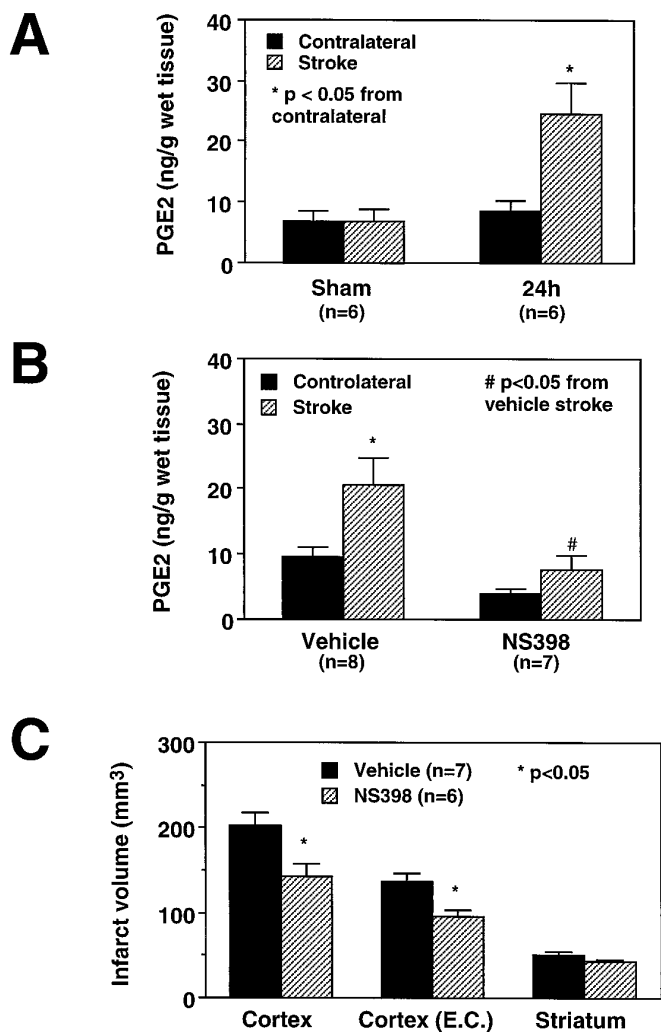 A
PGE2 (ng/g wet tissue)
40
30
20
10
0
Contralateral
Stroke
* p < 0.05 from
contralateral
*
Sham
24h
(n=6)
(n=6)
B
PGE2 (ng/g wet tissue)
40
30
20
10
0
Controlateral
Stroke
# p<0.05 from
vehicle stroke
*
#
Vehicle
NS398
(n=8)
(n=7)
C
Infarct volume (mm³)
300
200
100
0
Vehicle (n=7)
NS398 (n=6)
* p<0.05
*
*
Cortex
Cortex (E.C.)
Striatum